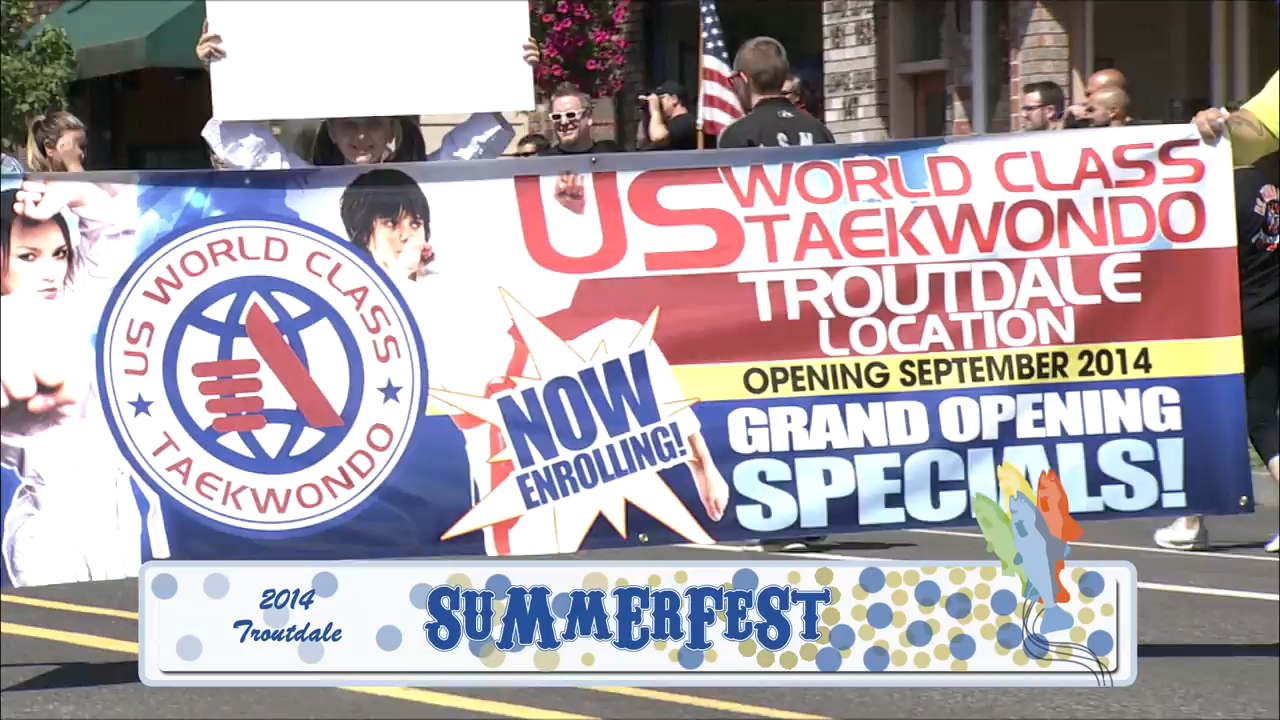 US
WORLD CLASS
TAEKWONDO
TROUTDALE
LOCATION
OPENING SEPTEMBER 2014
GRAND OPENING
SPECIALS!
US WORLD CLASS
TAEKWONDO
NOW
ENROLLING!
2014
Troutdale
SUMMERFEST